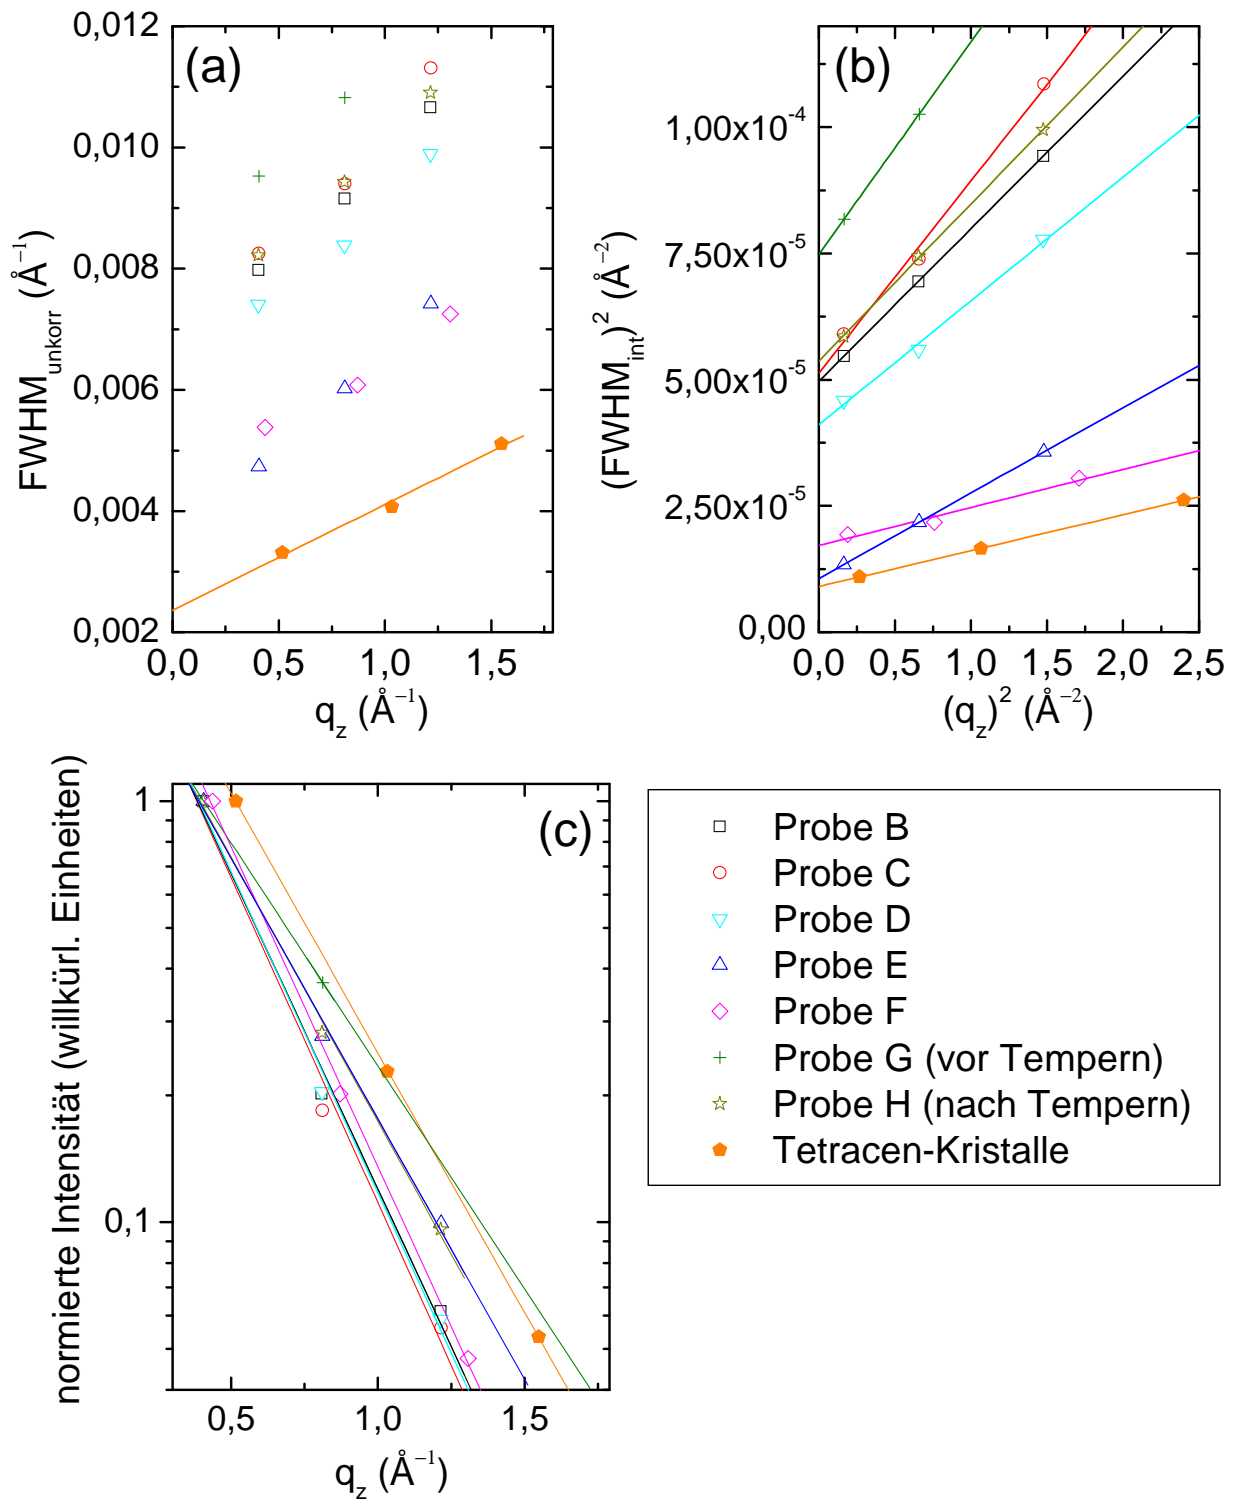 (a)
0,012
0,010
0,008
0,006
0,004
0,002
FWHM_unkorr (Å⁻¹)
0,0 0,5 1,0 1,5
q_z (Å⁻¹)
(b)
1,00x10⁻⁴
7,50x10⁻⁵
5,00x10⁻⁵
2,50x10⁻⁵
0,00
(FWHM_int)² (Å⁻²)
0,0 0,5 1,0 1,5 2,0 2,5
(q_z)² (Å⁻²)
(c)
1
0,1
normierte Intensität (willkürl. Einheiten)
0,5 1,0 1,5
q_z (Å⁻¹)
Probe B
Probe C
Probe D
Probe E
Probe F
Probe G (vor Tempern)
Probe H (nach Tempern)
Tetracen-Kristalle